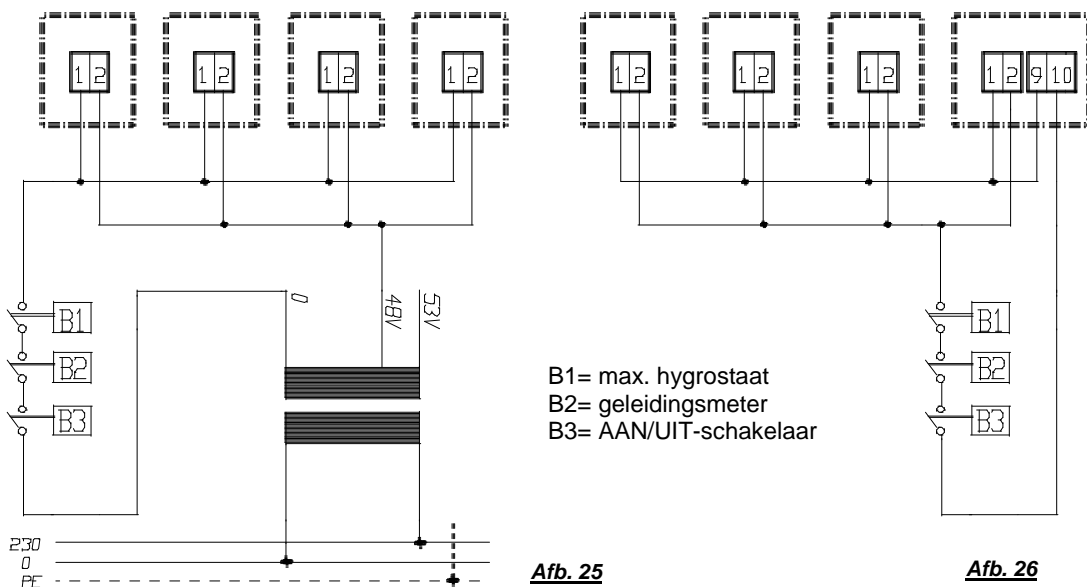 1 2 1 2 1 2 1 2 1 2 1 2 1 2 1 2 9 10
0 48V 53V
B1 B1
B2 B2
B3 B3
B1= max. hygrostaat
B2= geleidingsmeter
B3= AAN/UIT-schakelaar
230
0
PE
Afb. 25 Afb. 26